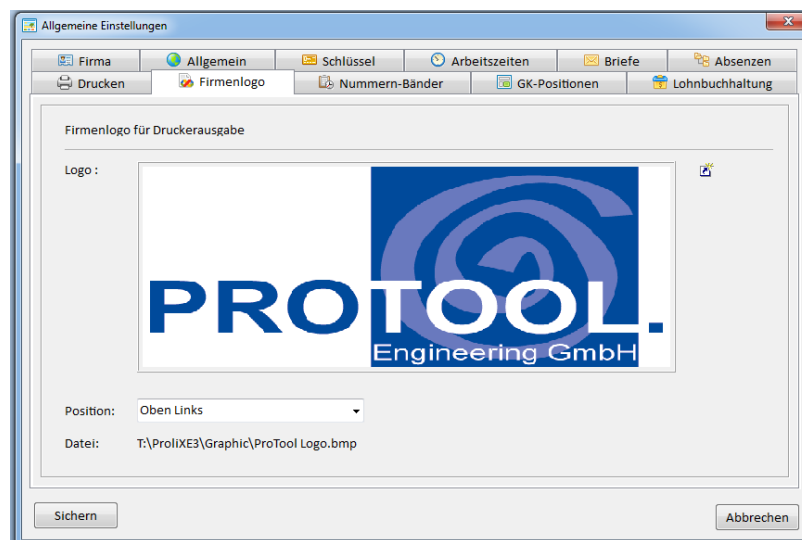 Allgemeine Einstellungen
Firma Allgemein Schlüssel Arbeitszeiten Briefe Absenzen
Drucken Firmenlogo Nummern-Bänder GK-Positionen Lohnbuchhaltung
Firmenlogo für Druckerausgabe
Logo :
PROTOOL.
Engineering GmbH
Position: Oben Links
Datei: T:\ProliXE3\Graphic\ProTool Logo.bmp
Sichern Abbrechen